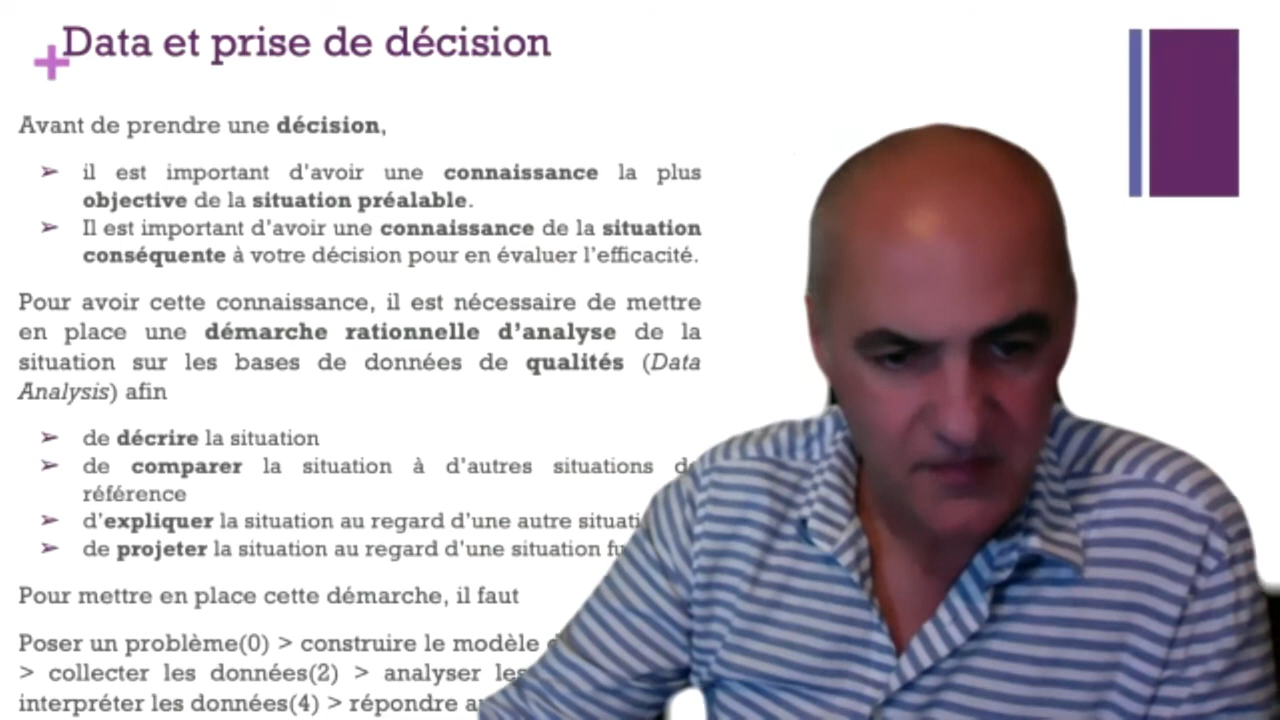 Data et prise de décision
Avant de prendre une décision,
➢ il est important d'avoir une connaissance la plus
objective de la situation préalable.
➢ Il est important d'avoir une connaissance de la situation
conséquente à votre décision pour en évaluer l'efficacité.
Pour avoir cette connaissance, il est nécessaire de mettre
en place une démarche rationnelle d'analyse de la
situation sur les bases de données de qualités (Data
Analysis) afin
➢ de décrire la situation
➢ de comparer la situation à d'autres situations
référence
➢ d'expliquer la situation au regard d'une autre
➢ de projeter la situation au regard d'une situation
Pour mettre en place cette démarche, il faut
Poser un problème(0) > construire le modèle
> collecter les données(2) > analyser
interpréter les données(4) > répondre